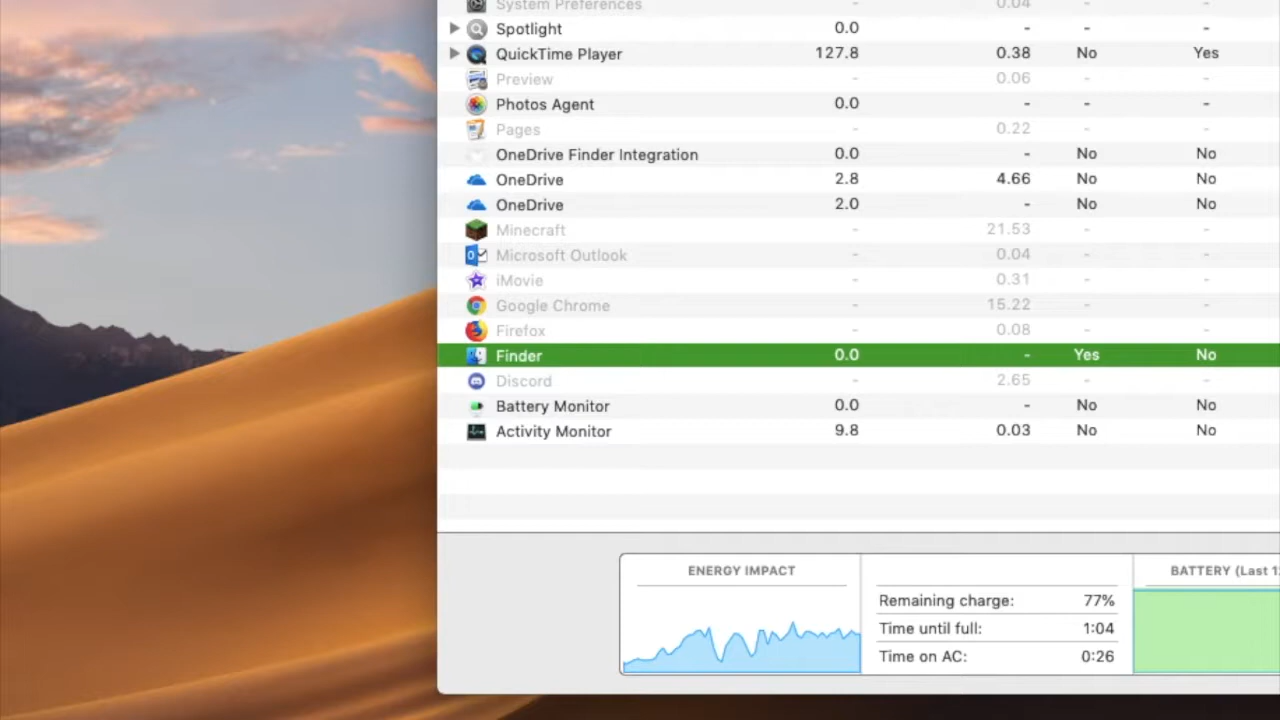 System Preferences - 0.04 - -
Spotlight 0.0 - - -
QuickTime Player 127.8 0.38 No Yes
Preview - 0.06 - -
Photos Agent 0.0 - - -
Pages - 0.22 - -
OneDrive Finder Integration 0.0 - No No
OneDrive 2.8 4.66 No No
OneDrive 2.0 - No No
Minecraft - 21.53 - -
Microsoft Outlook - 0.04 - -
iMovie - 0.31 - -
Google Chrome - 15.22 - -
Firefox - 0.08 - -
Finder 0.0 - Yes No
Discord - 2.65 - -
Battery Monitor 0.0 - No No
Activity Monitor 9.8 0.03 No No
ENERGY IMPACT
Remaining charge: 77%
Time until full: 1:04
Time on AC: 0:26
BATTERY (Last